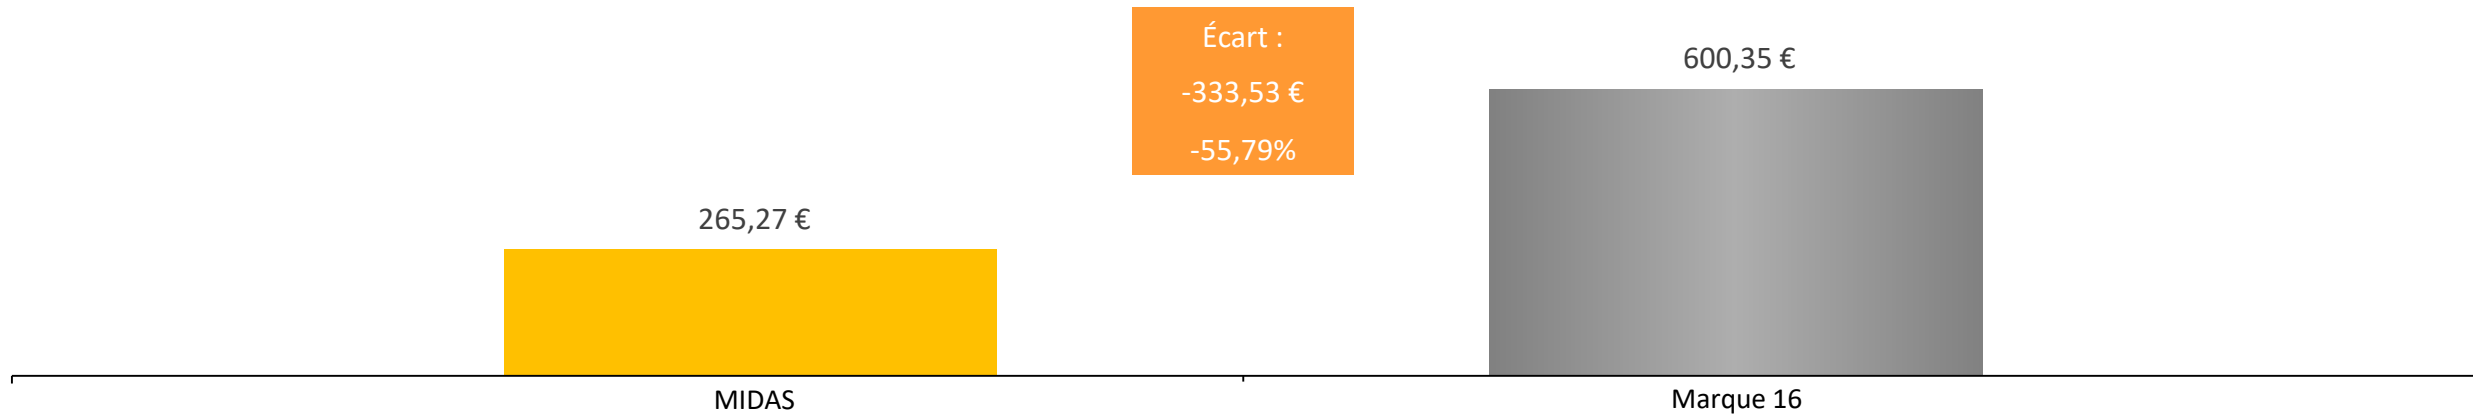 Écart :
-333,53 €
-55,79%
600,35 €
265,27 €
MIDAS
Marque 16